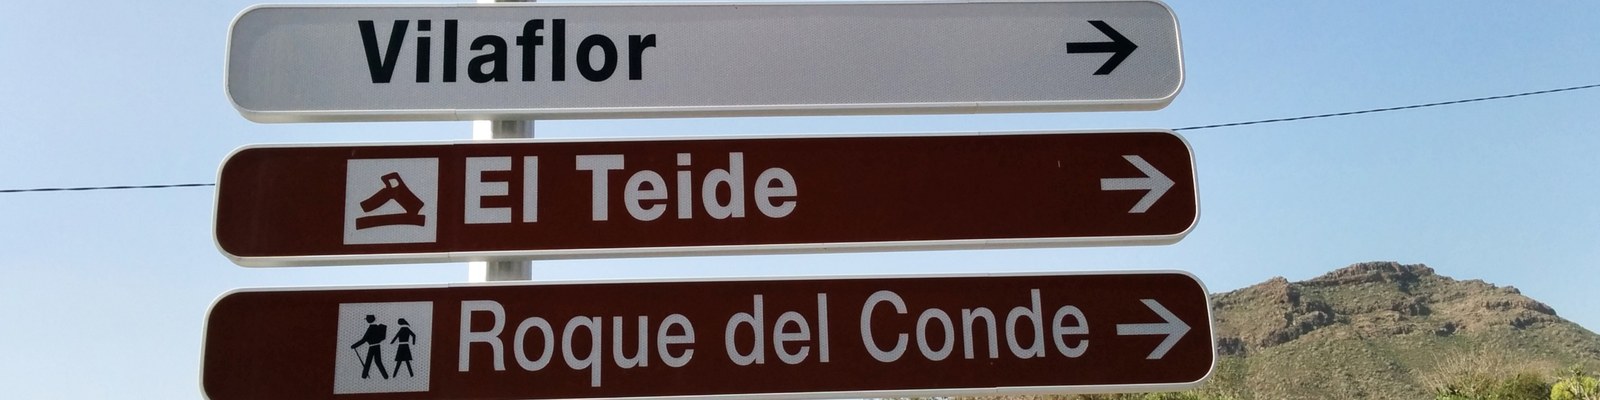 Vilaflor
El Teide
Roque del Conde